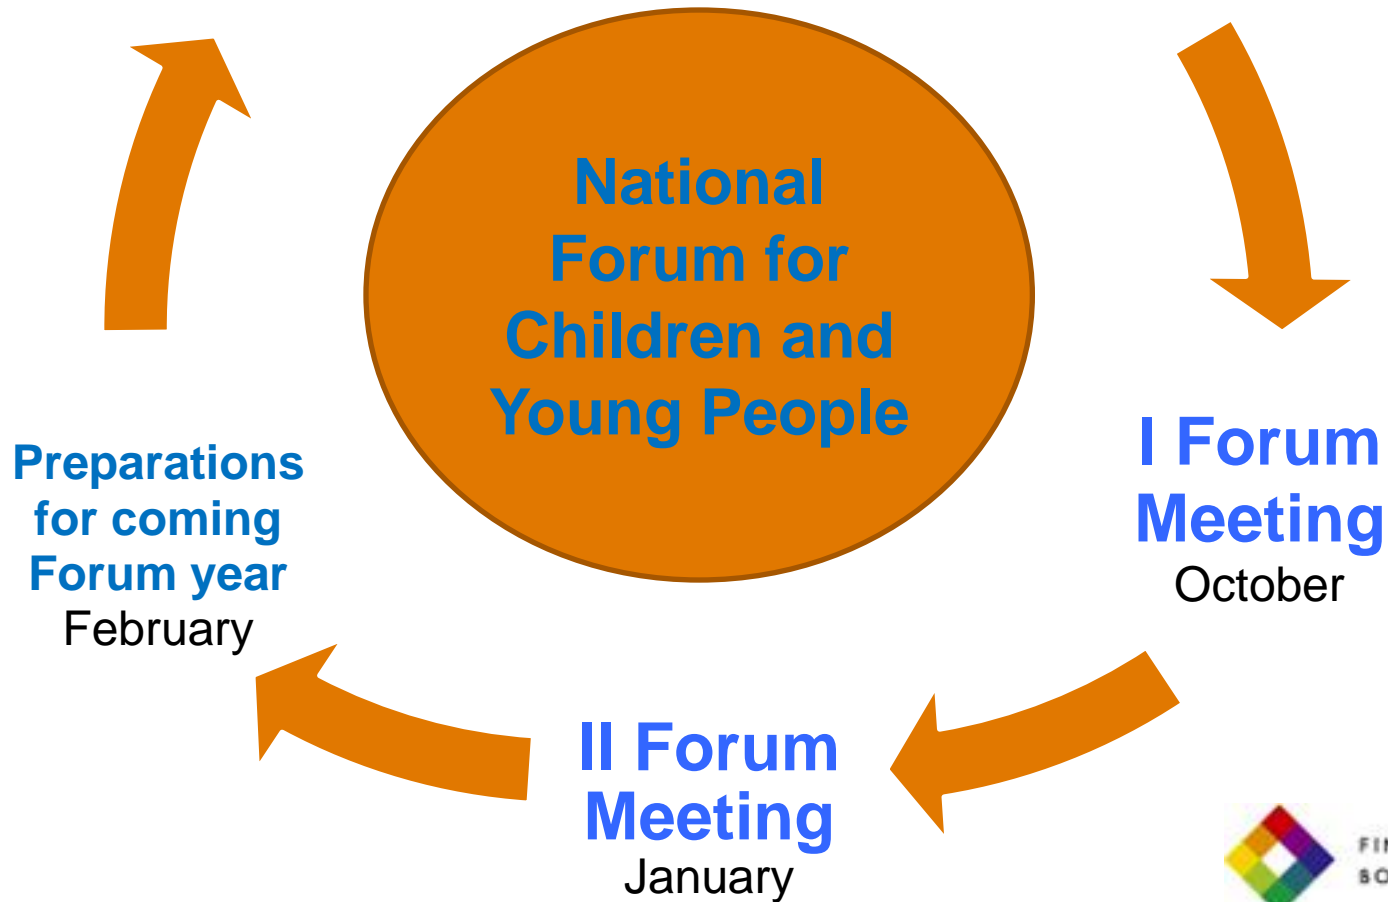 National
Forum for
Children and
Young People
I Forum
Meeting
October
II Forum
Meeting
January
Preparations
for coming
Forum year
February